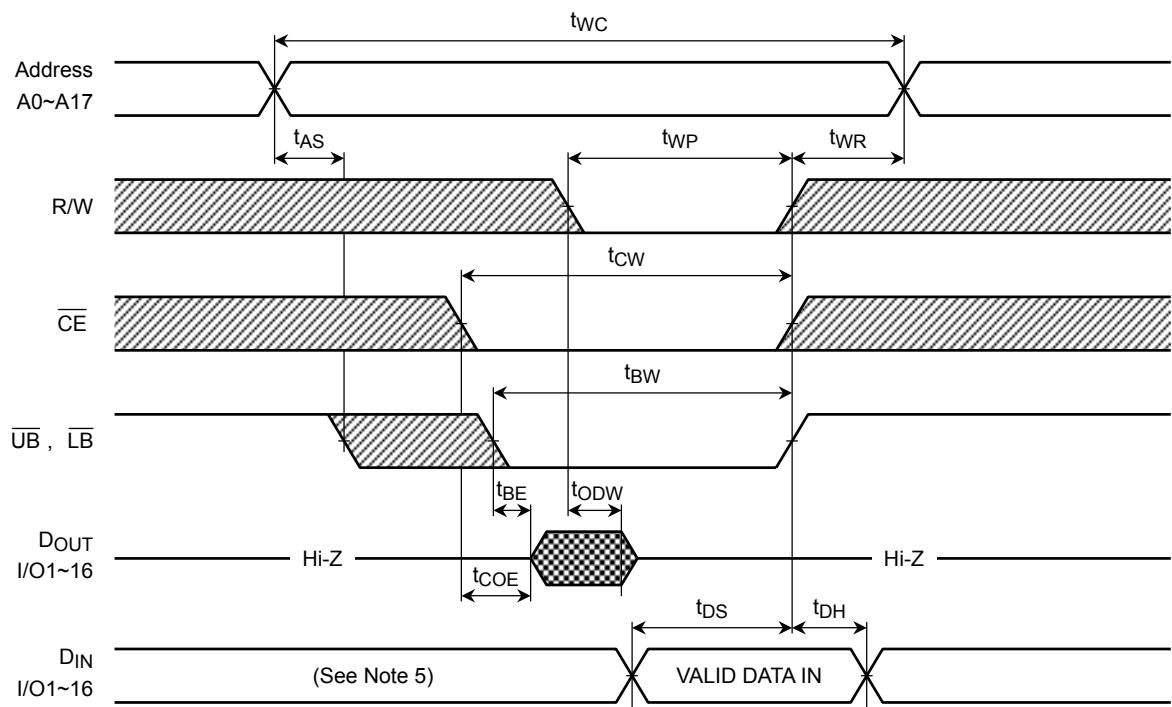 tWC
Address
A0~A17
tAS
tWP
tWR
R/W
tCW
CE
tBW
UB , LB
tBE
tODW
DOUT
I/O1~16
Hi-Z
Hi-Z
tCOE
tDS
tDH
DIN
I/O1~16
(See Note 5)
VALID DATA IN